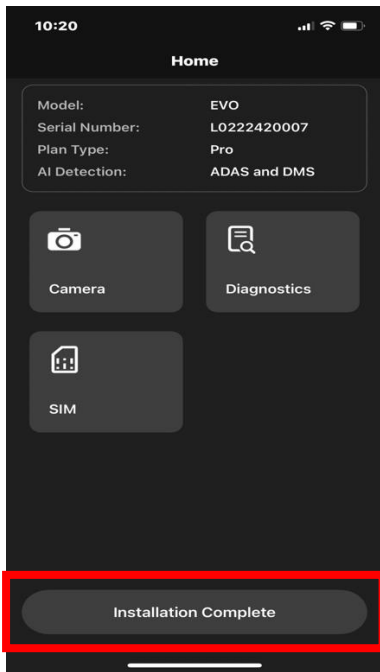 10:20
Home
Model: EVO
Serial Number: L0222420007
Plan Type: Pro
AI Detection: ADAS and DMS
Camera Diagnostics
SIM
Installation Complete